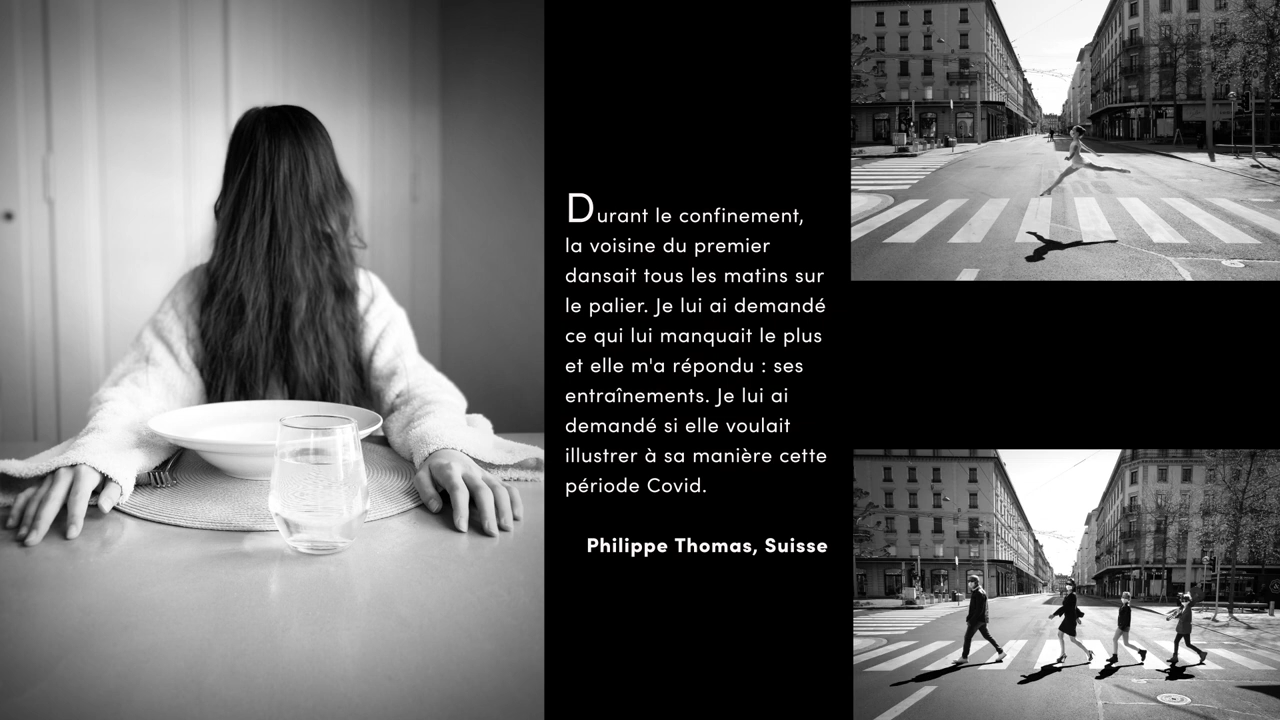 Durant le confinement,
la voisine du premier
dansait tous les matins sur
le palier. Je lui ai demandé
ce qui lui manquait le plus
et elle m'a répondu : ses
entraînements. Je lui ai
demandé si elle voulait
illustrer à sa manière cette
période Covid.
Philippe Thomas, Suisse